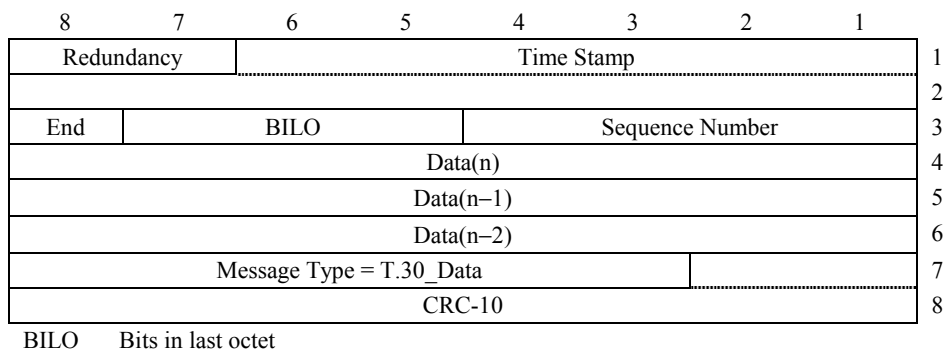 8 7 6 5 4 3 2 1
Redundancy Time Stamp 1
2
End BILO Sequence Number 3
Data(n) 4
Data(n−1) 5
Data(n−2) 6
Message Type = T.30_Data 7
CRC-10 8
BILO Bits in last octet